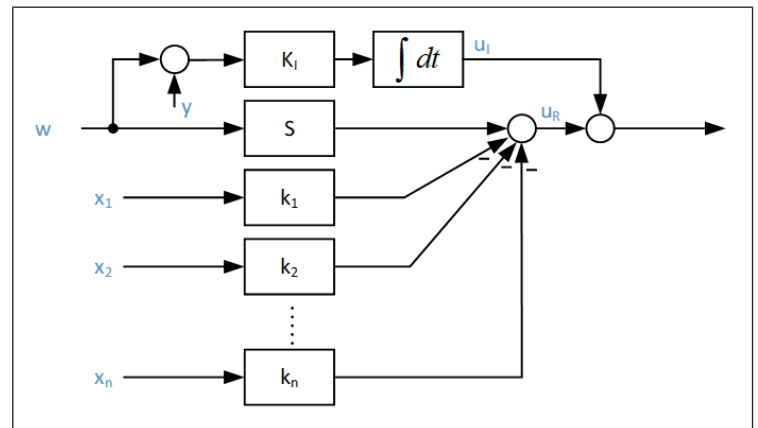 K_I
∫ dt
u_I
y
w
S
u_R
x_1
k_1
x_2
k_2
x_n
k_n